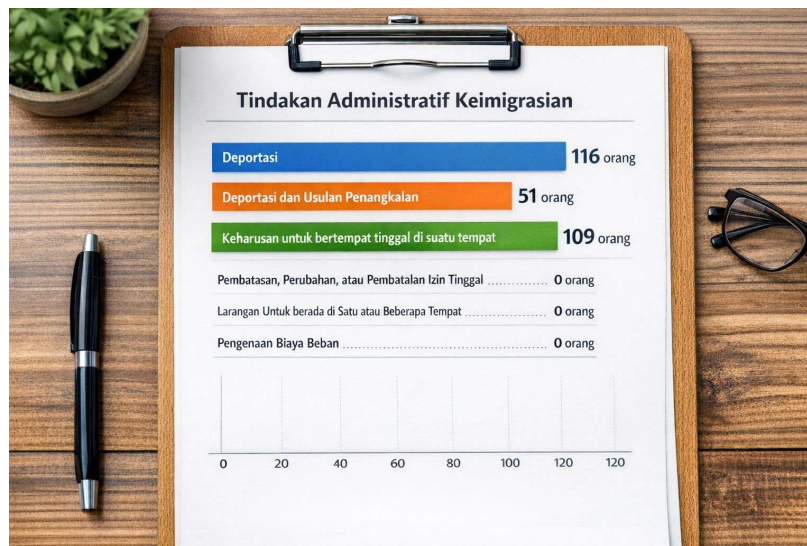 Tindakan Administratif Keimigrasian
Deportasi 116 orang
Deportasi dan Usulan Penangkalan 51 orang
Keharusan untuk bertempat tinggal di suatu tempat 109 orang
Pembatasan, Perubahan, atau Pembatalan Izin Tinggal ............... 0 orang
Larangan Untuk berada di Satu atau Beberapa Tempat .................... 0 orang
Pengenaan Biaya Beban .................................................. 0 orang
0 20 40 60 80 100 120 120